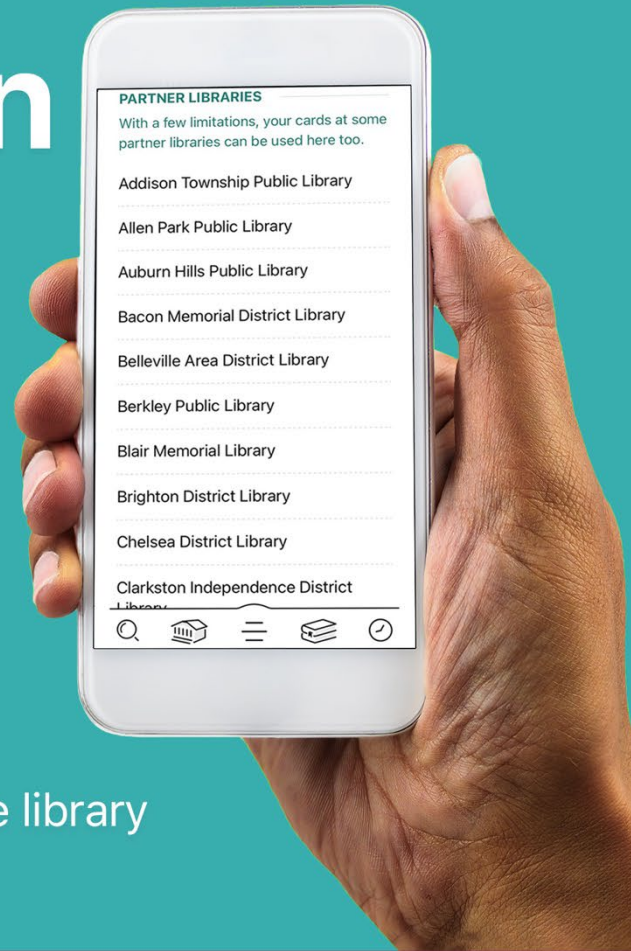 n
PARTNER LIBRARIES
With a few limitations, your cards at some
partner libraries can be used here too.
Addison Township Public Library
Allen Park Public Library
Auburn Hills Public Library
Bacon Memorial District Library
Belleville Area District Library
Berkley Public Library
Blair Memorial Library
Brighton District Library
Chelsea District Library
Clarkston Independence District
Library
e library